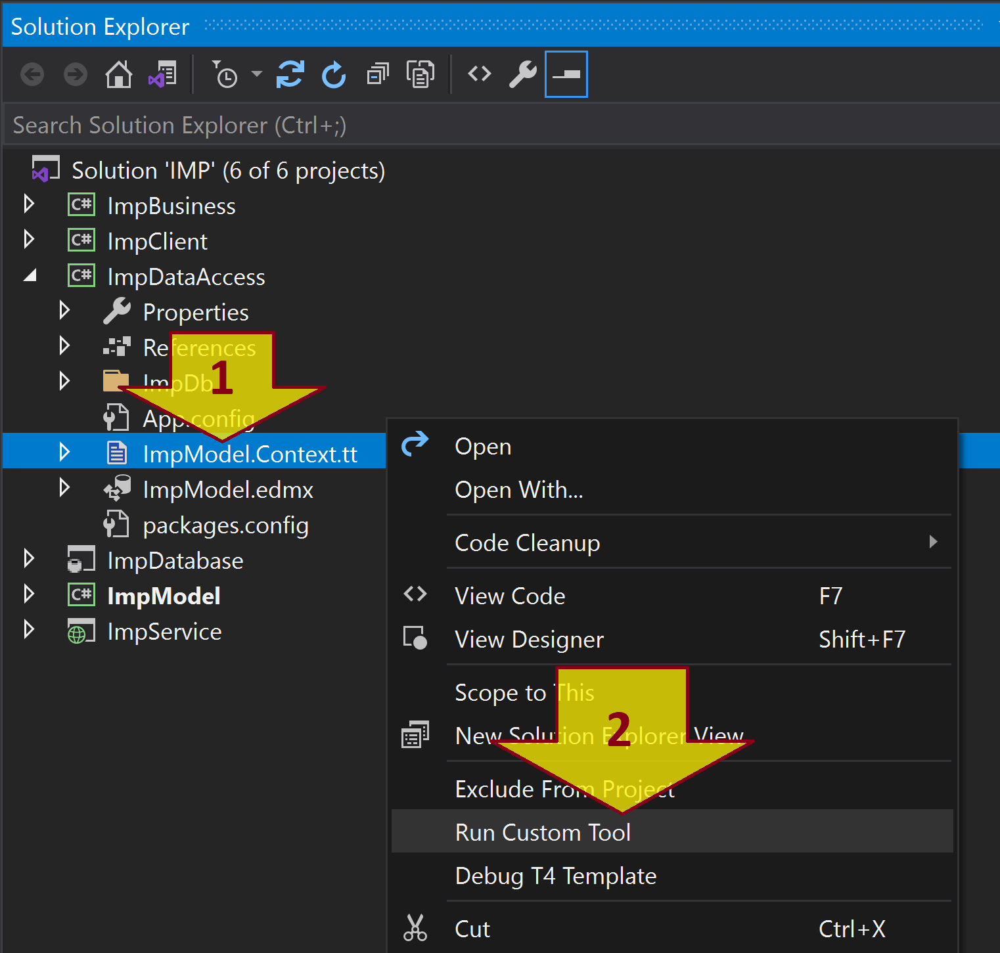 Solution Explorer
Search Solution Explorer (Ctrl+;)
Solution 'IMP' (6 of 6 projects)
C# ImpBusiness
C# ImpClient
C# ImpDataAccess
Properties
References
1
ImpDb
App.config
ImpModel.Context.tt
ImpModel.edmx
packages.config
ImpDatabase
C# ImpModel
ImpService
Open
Open With...
Code Cleanup
View Code F7
View Designer Shift+F7
Scope to This
2
New Solution Explorer View
Exclude From Project
Run Custom Tool
Debug T4 Template
Cut Ctrl+X